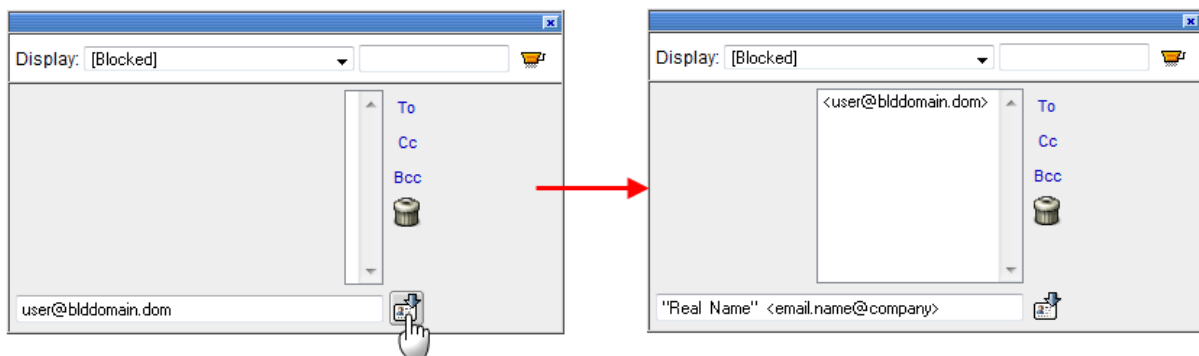 Display: [Blocked]
To
Cc
Bcc
user@blddomain.dom
Display: [Blocked]
<user@blddomain.dom>
To
Cc
Bcc
"Real Name" <email.name@company>